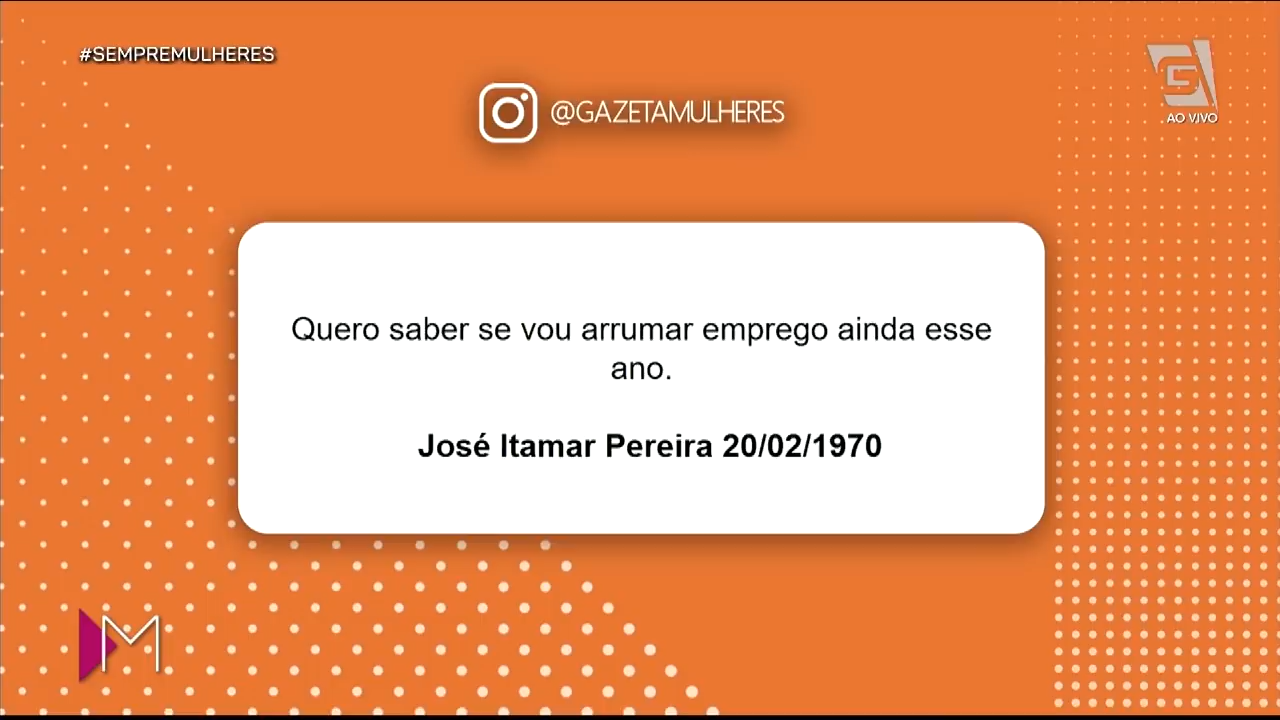 #SEMPREMULHERES
@GAZETAMULHERES
G
AO VIVO
Quero saber se vou arrumar emprego ainda esse
ano.
José Itamar Pereira 20/02/1970
M